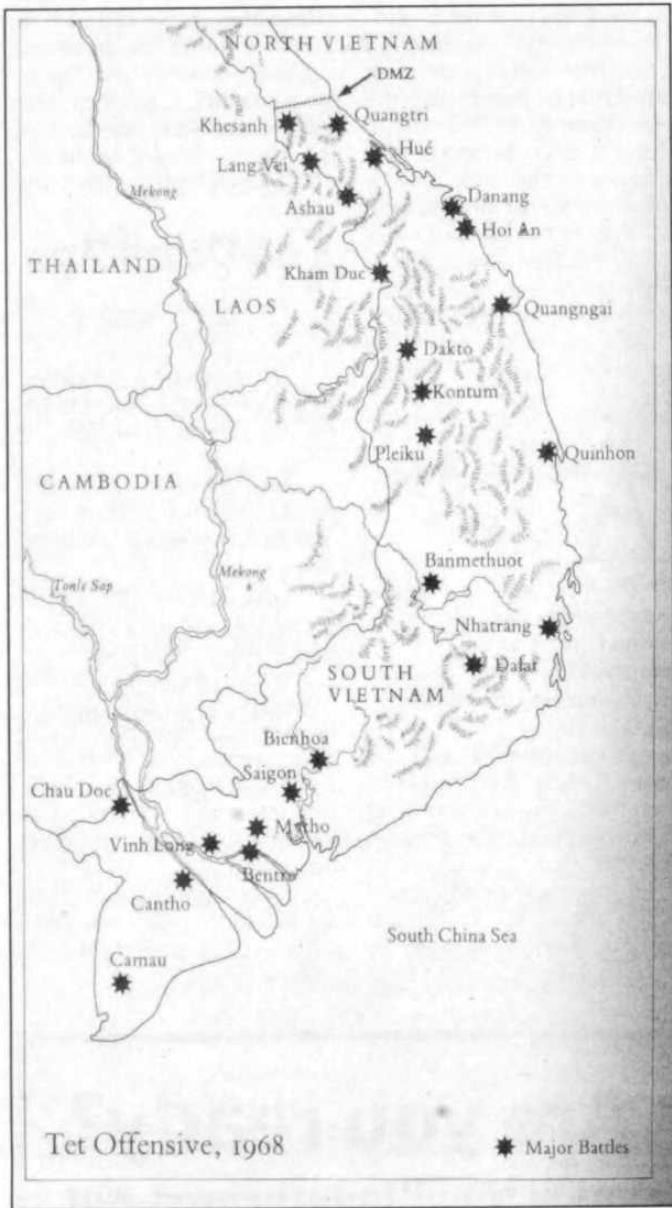 NORTH VIETNAM
DMZ
Khesanh
Quangtri
Hué
Lang Vei
Mekong
Ashau
Danang
Hoi An
THAILAND
Kham Duc
LAOS
Quangngai
Dakto
Kontum
Pleiku
Quinhon
CAMBODIA
Banmethuot
Tonle Sap
Mekong
Nhatrang
Dalat
SOUTH
VIETNAM
Bienhoa
Saigon
Chau Doc
Mytho
Vinh Long
Bentre
Cantho
South China Sea
Camau
Tet Offensive, 1968
Major Battles